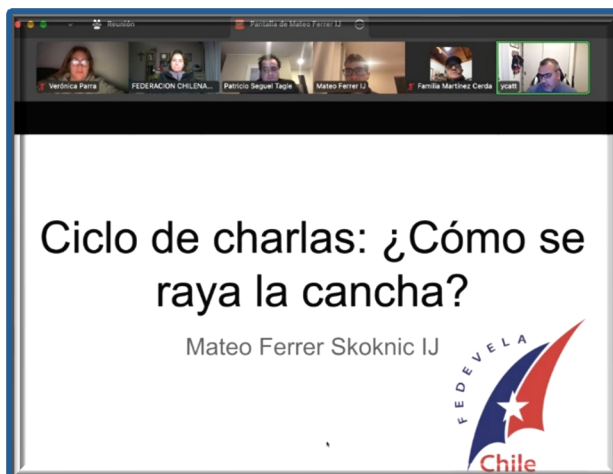 Reunión
Pantalla de Mateo Ferrer IJ
Verónica Parra
FEDERACION CHILENA...
Patricio Seguel Tagle
Mateo Ferrer IJ
Familia Martínez Cerda
ycatt
Ciclo de charlas: ¿Cómo se
raya la cancha?
Mateo Ferrer Skoknic IJ
FEDEVELA
Chile